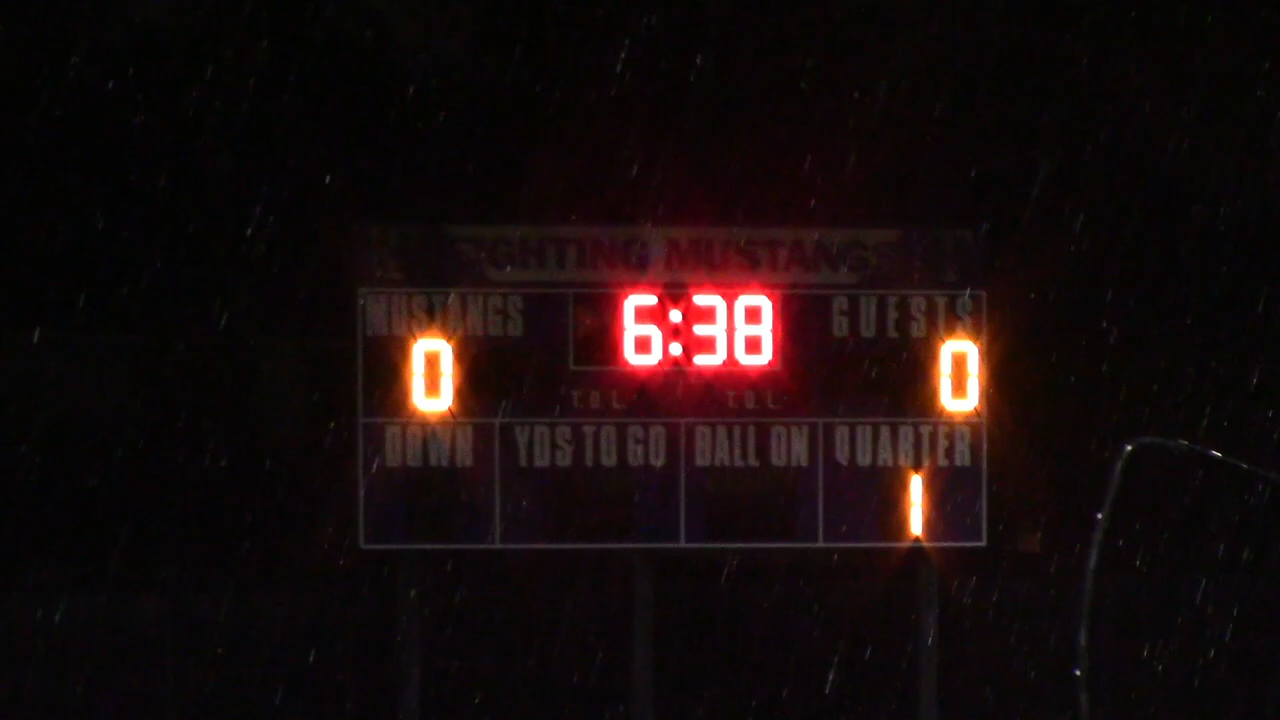 FIGHTING MUSTANGS
MUSTANGS 6:38 GUESTS
0 0
T.O.L. T.O.L.
DOWN YDS TO GO BALL ON QUARTER
1